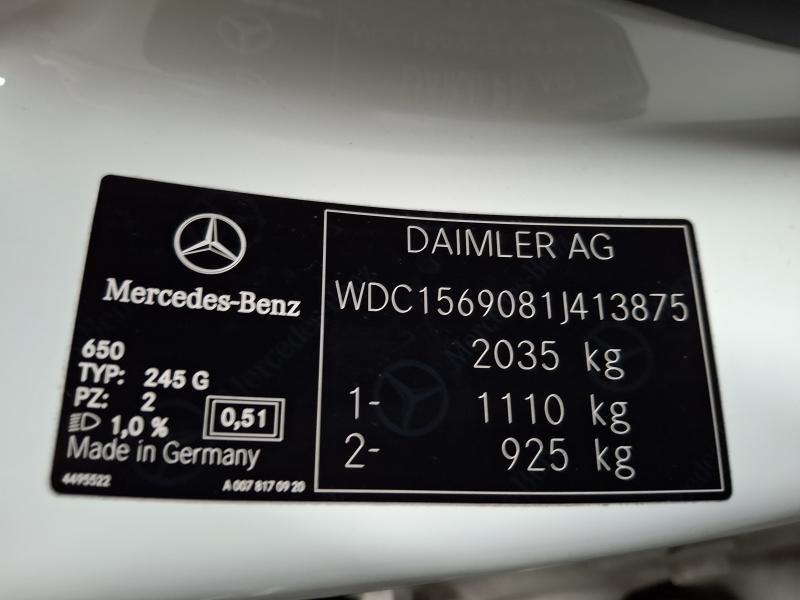 Mercedes-Benz
650
TYP: 245 G
PZ: 2
1,0 %
0,51
Made in Germany
4495522
A 007 817 09 20
DAIMLER AG
WDC1569081J413875
2035 kg
1- 1110 kg
2- 925 kg